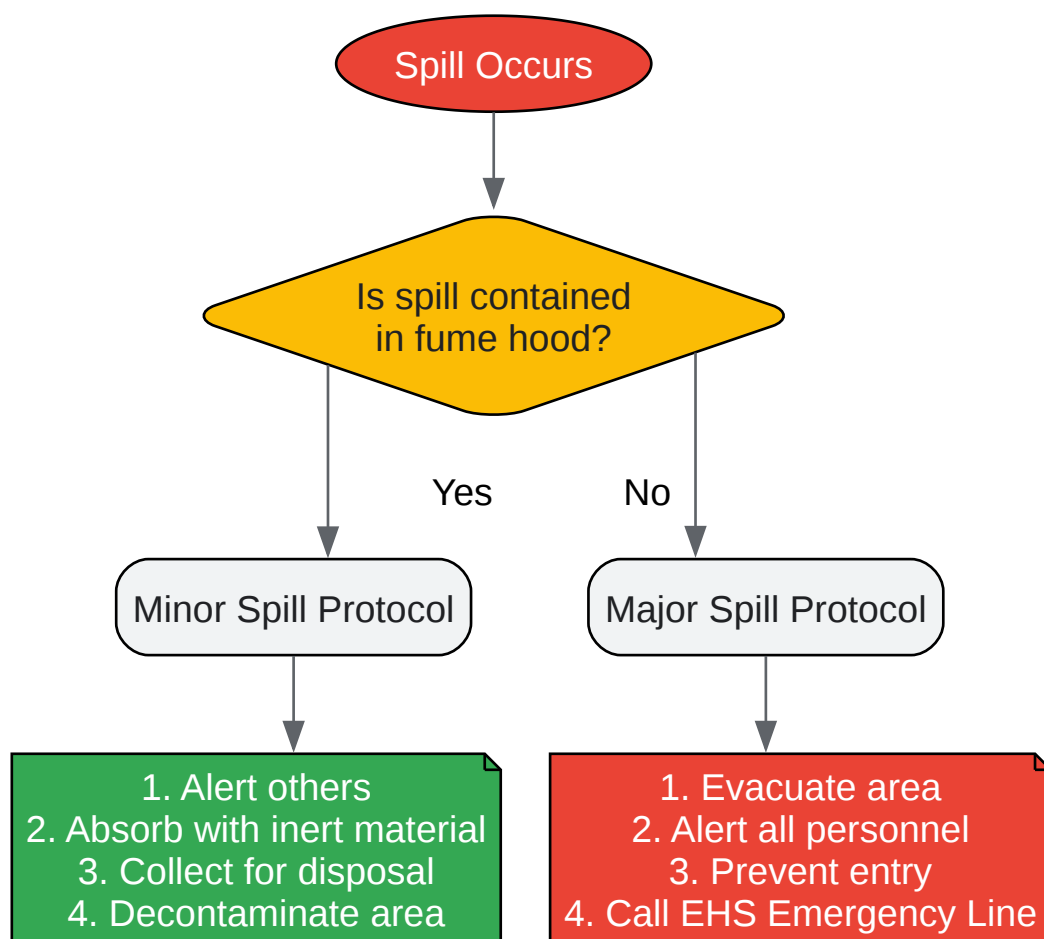 Spill Occurs
Is spill contained
in fume hood?
Yes
No
Minor Spill Protocol
Major Spill Protocol
1. Alert others
2. Absorb with inert material
3. Collect for disposal
4. Decontaminate area
1. Evacuate area
2. Alert all personnel
3. Prevent entry
4. Call EHS Emergency Line